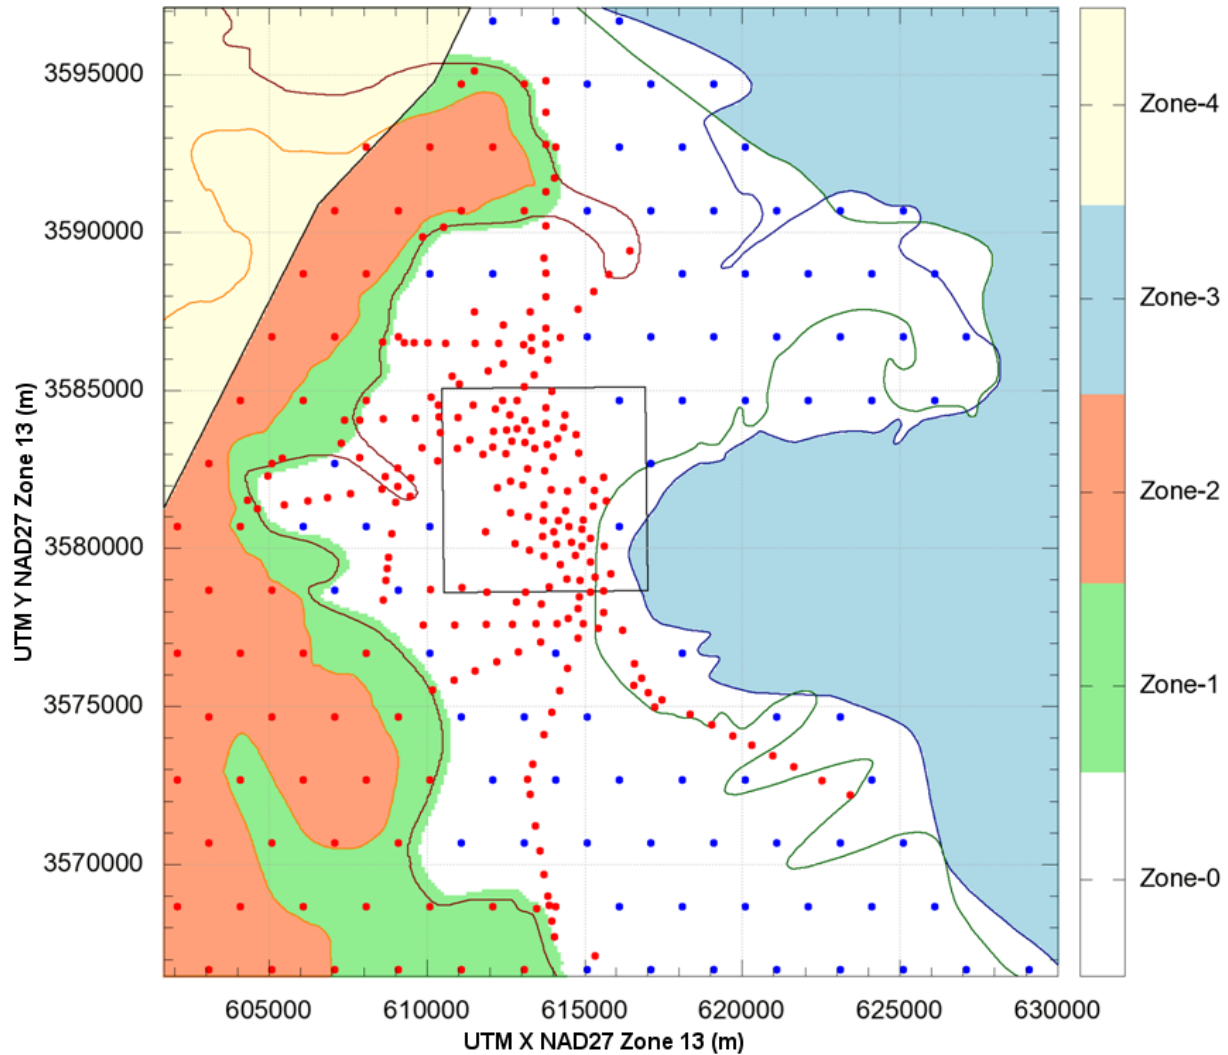 3595000
3590000
3585000
3580000
3575000
3570000
UTM Y NAD27 Zone 13 (m)
605000 610000 615000 620000 625000 630000
UTM X NAD27 Zone 13 (m)
Zone-4
Zone-3
Zone-2
Zone-1
Zone-0